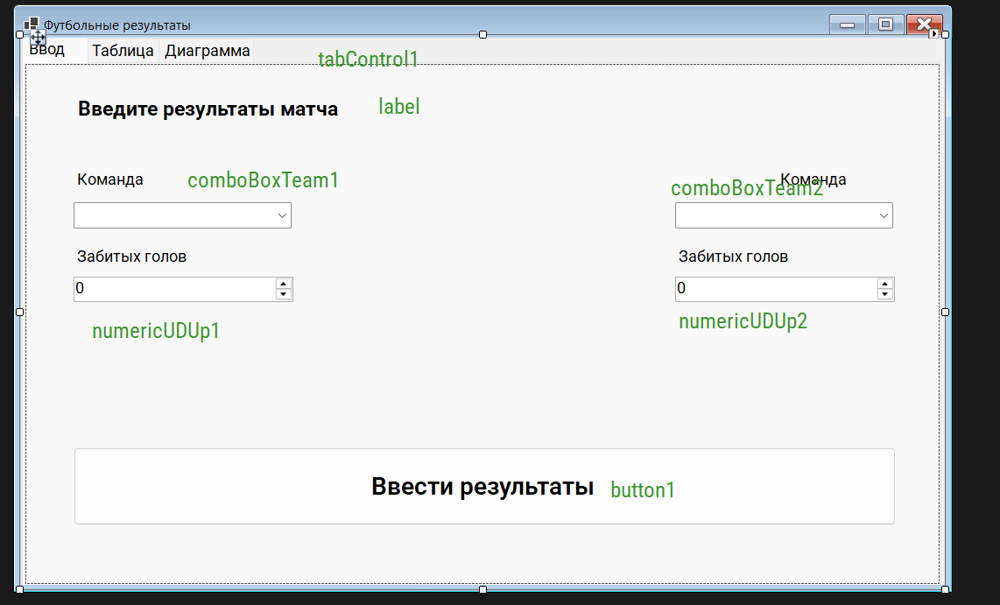 Футбольные результаты
Ввод Таблица Диаграмма
tabControl1
Введите результаты матча label
Команда comboBoxTeam1 comboBoxTeam2 Команда
Забитых голов Забитых голов
0 0
numericUDUp1 numericUDUp2
Ввести результаты button1